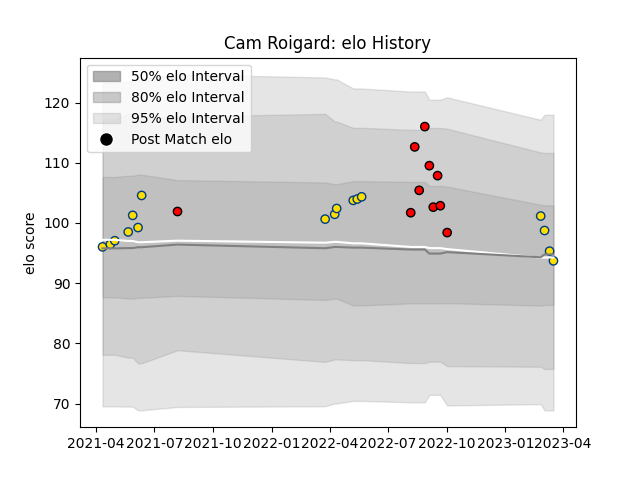 Cam Roigard: elo History
50% elo Interval
80% elo Interval
95% elo Interval
Post Match elo
elo score
120
110
100
90
80
70
2021-04 2021-07 2021-10 2022-01 2022-04 2022-07 2022-10 2023-01 2023-04